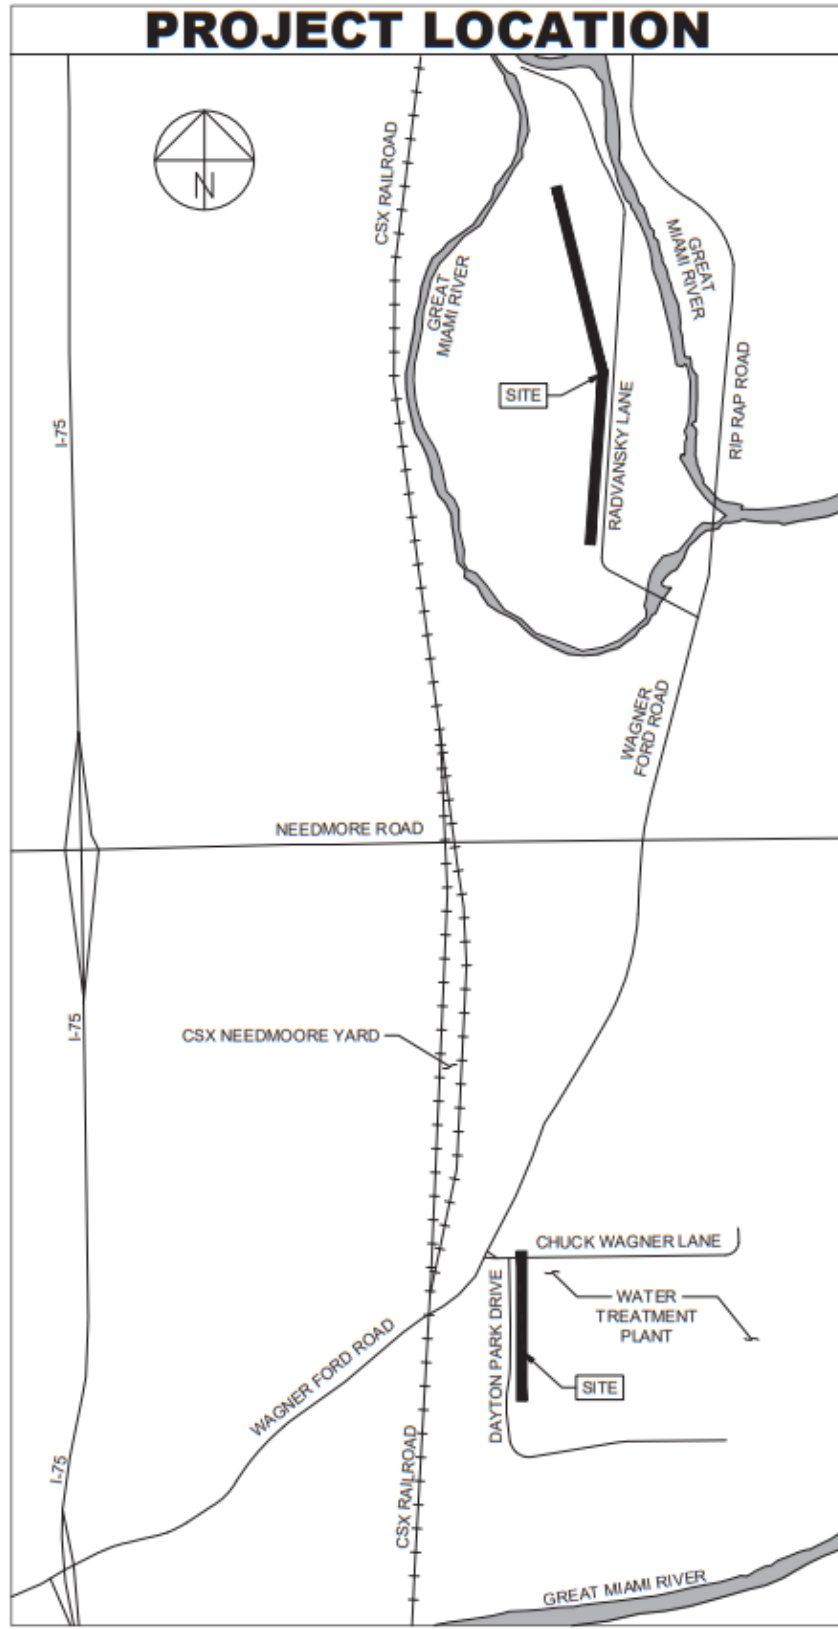 PROJECT LOCATION
N
CSX RAILROAD
GREAT
MIAMI RIVER
GREAT
MIAMI RIVER
SITE
RADVANSKY LANE
RIP RAP ROAD
I-75
WAGNER
FORD ROAD
NEEDMORE ROAD
I-75
CSX NEEDMOORE YARD
CHUCK WAGNER LANE
DAYTON PARK DRIVE
WATER
TREATMENT
PLANT
SITE
WAGNER FORD ROAD
CSX RAILROAD
I-75
GREAT MIAMI RIVER